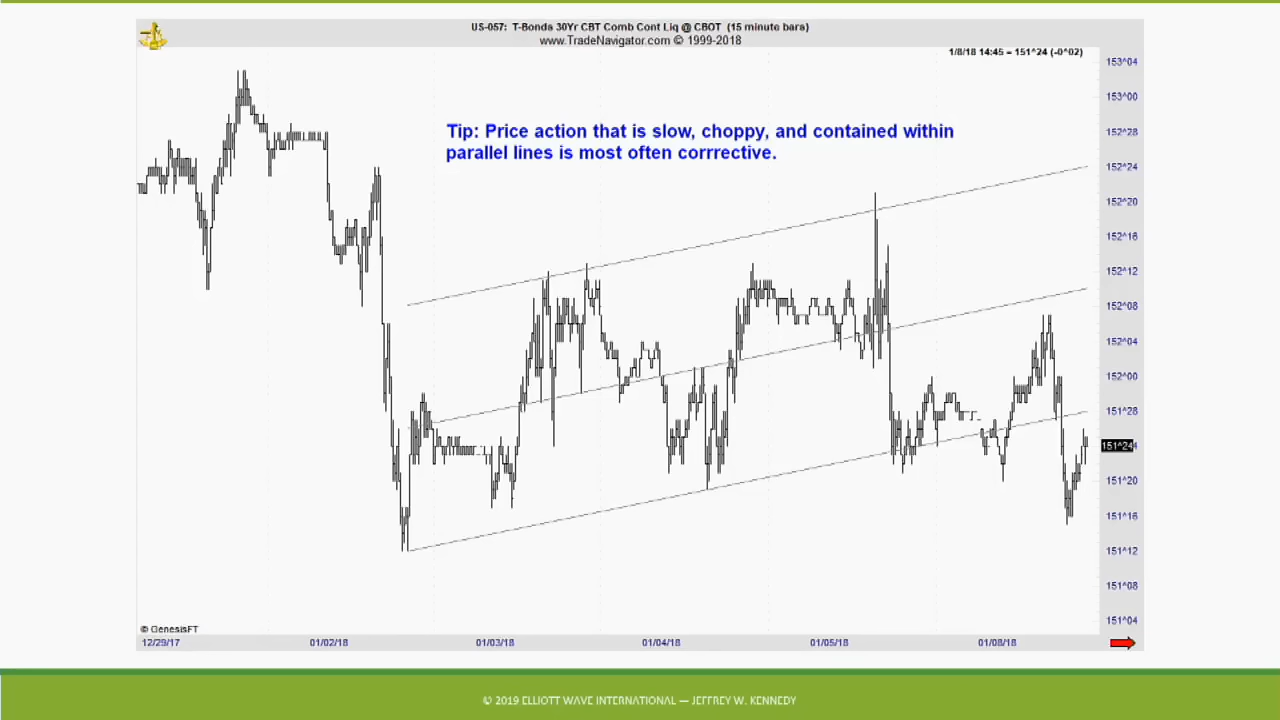 US-057: T-Bonds 30Yr CBT Comb Cont Liq @ CBOT (15 minute bars)
www.TradeNavigator.com © 1999-2018
1/8/18 14:45 = 151^24 (-0^02)
Tip: Price action that is slow, choppy, and contained within
parallel lines is most often corrrective.
153^04
153^00
152^28
152^24
152^20
152^16
152^12
152^08
152^04
152^00
151^28
151^24
151^20
151^16
151^12
151^08
151^04
© GenesisFT
12/29/17 01/02/18 01/03/18 01/04/18 01/05/18 01/08/18
© 2019 ELLIOTT WAVE INTERNATIONAL — JEFFREY W. KENNEDY